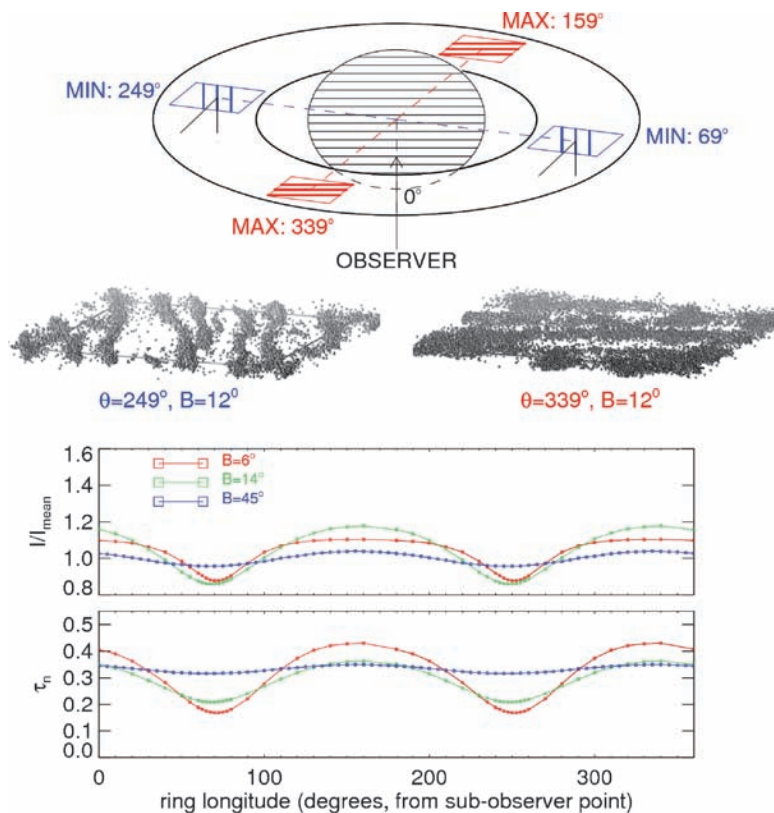 MAX: 159°
MIN: 249°
MIN: 69°
0°
MAX: 339°
OBSERVER
θ=249°, B=12⁰
θ=339°, B=12⁰
1.6
1.4
1.2
1.0
0.8
I/I_mean
B=6°
B=14°
B=45°
0.5
0.4
0.3
0.2
0.1
0.0
τ_n
0 100 200 300
ring longitude (degrees, from sub-observer point)